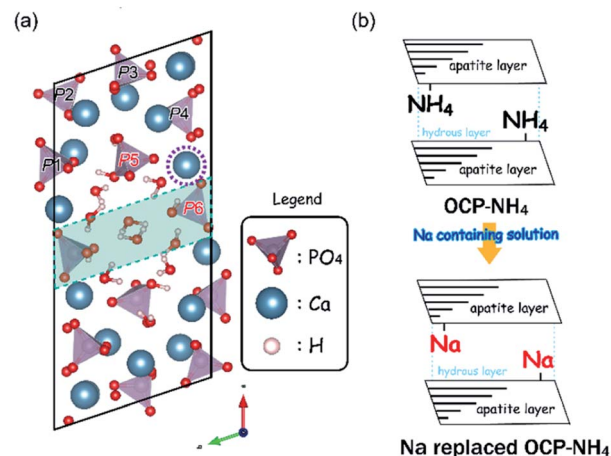 (a)
P3
P2
P4
P1
P5
P6
Legend
: PO4
: Ca
: H
(b)
apatite layer
NH4
NH4
hydrous layer
apatite layer
OCP-NH4
Na containing solution
apatite layer
Na
Na
hydrous layer
apatite layer
Na replaced OCP-NH4